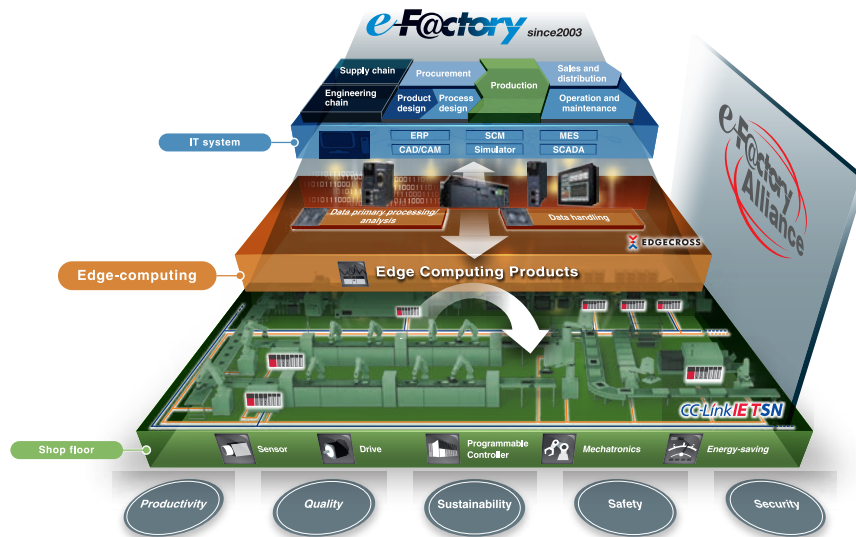 e-F@ctory since2003
Supply chain
Procurement
Production
Sales and
distribution
Engineering
chain
Product
design
Process
design
Operation and
maintenance
IT system
ERP
SCM
MES
CAD/CAM
Simulator
SCADA
e-F@ctory
Alliance
Data primary processing/
analysis
Data handling
EDGECROSS
Edge-computing
Edge Computing Products
CC-Link IE TSN
Shop floor
Sensor
Drive
Programmable
Controller
Mechatronics
Energy-saving
Productivity
Quality
Sustainability
Safety
Security